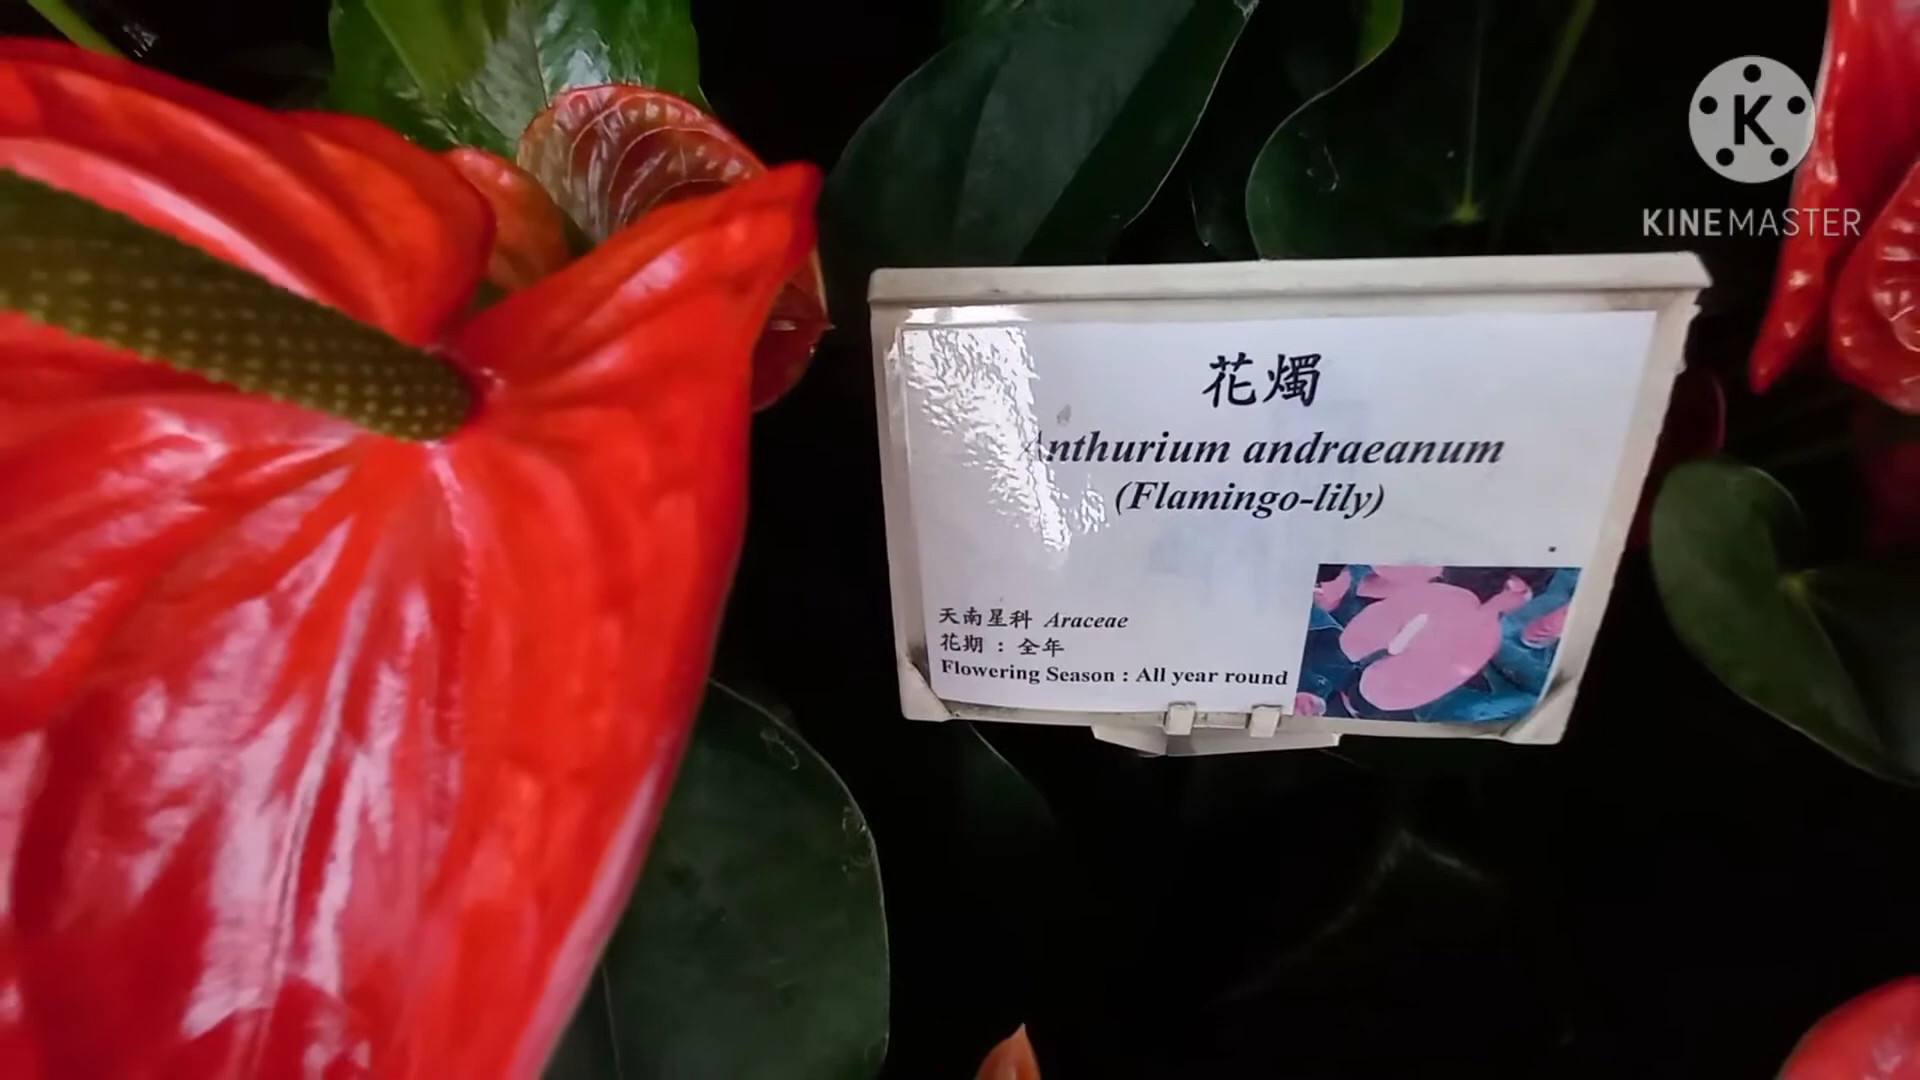 K
KINEMASTER
花燭
Anthurium andraeanum
(Flamingo-lily)
天南星科 Araceae
花期 : 全年
Flowering Season : All year round